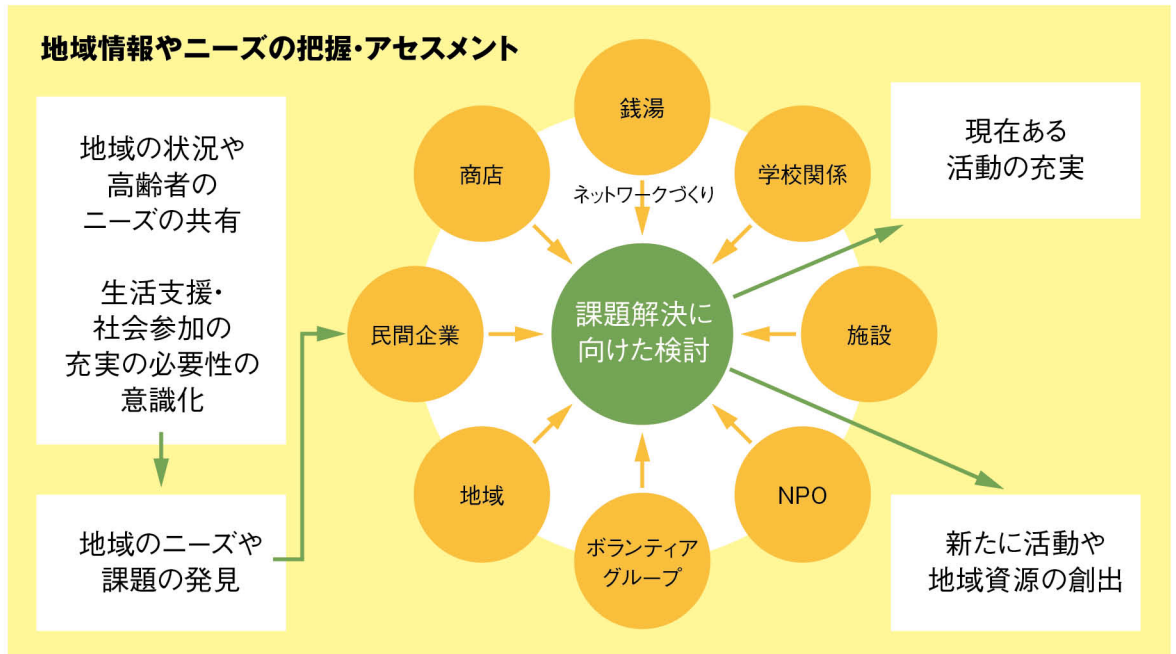 地域情報やニーズの把握・アセスメント
地域の状況や
高齢者の
ニーズの共有
生活支援・
社会参加の
充実の必要性の
意識化
地域のニーズや
課題の発見
銭湯
商店
学校関係
ネットワークづくり
民間企業
課題解決に
向けた検討
施設
地域
ボランティア
グループ
NPO
現在ある
活動の充実
新たに活動や
地域資源の創出